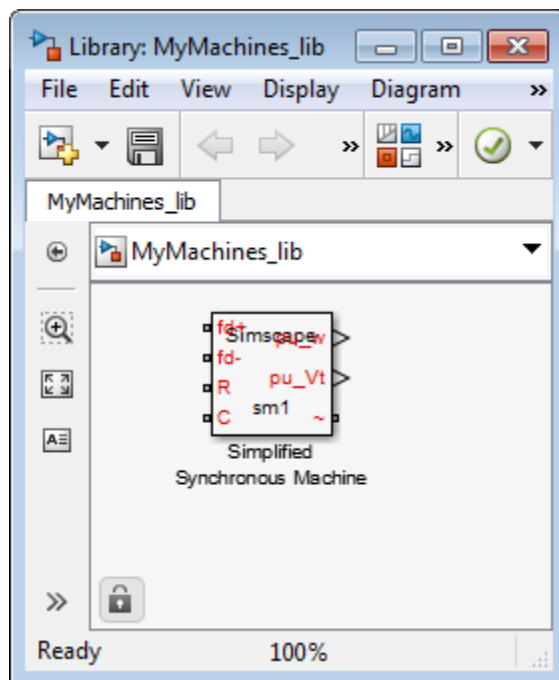 Library: MyMachines_lib
File Edit View Display Diagram »
» »
MyMachines_lib
MyMachines_lib
fd+ Simscape pu_w
fd-
pu_Vt
R
sm1
C ~
Simplified
Synchronous Machine
»
Ready 100%